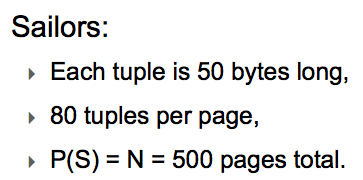 Sailors:
Each tuple is 50 bytes long,
80 tuples per page,
P(S) = N = 500 pages total.